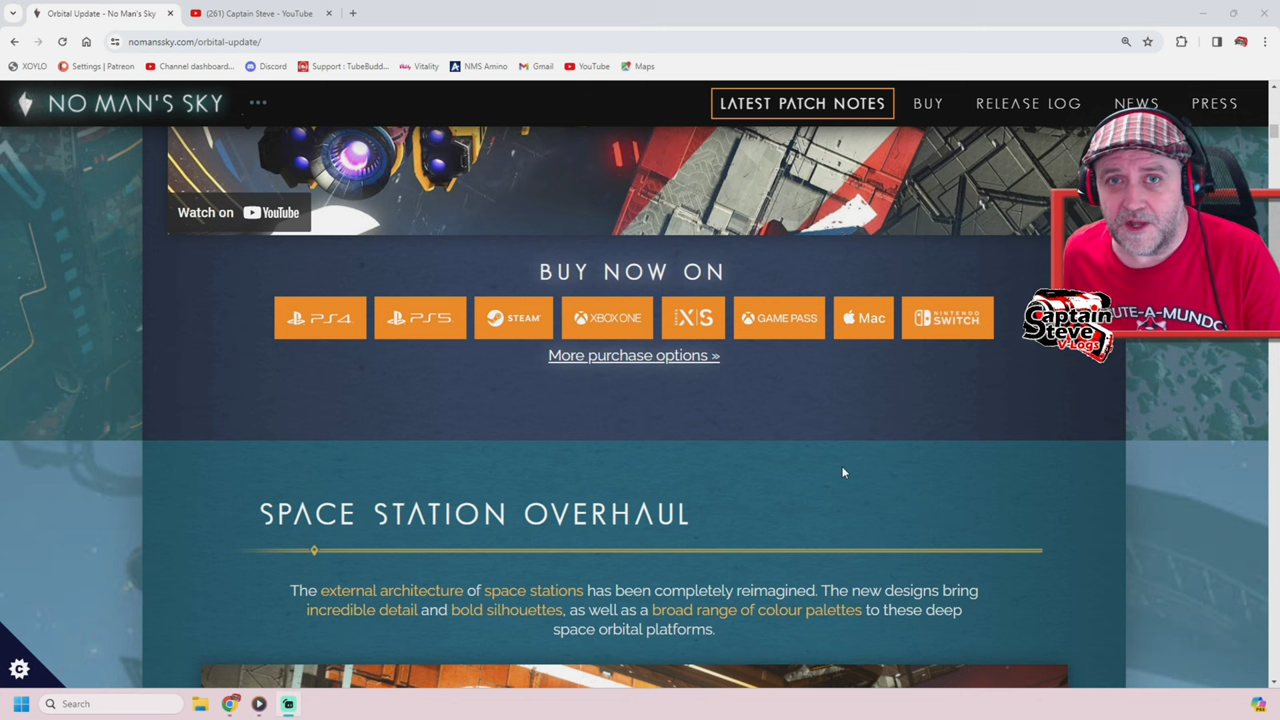 Orbital Update - No Man's Sky
(261) Captain Steve - YouTube
nomanssky.com/orbital-update/
XOYLO
Settings | Patreon
Channel dashboard...
Discord
Support : TubeBudd...
Vitality
NMS Amino
Gmail
YouTube
Maps
NO MAN'S SKY
LATEST PATCH NOTES
BUY
RELEASE LOG
NEWS
PRESS
Watch on YouTube
BUY NOW ON
PS4
PS5
STEAM
XBOX ONE
X|S
GAME PASS
Mac
NINTENDO SWITCH
More purchase options »
Captain
Steve
V-Logs
UTE-A-MUNDO
SPACE STATION OVERHAUL
The external architecture of space stations has been completely reimagined. The new designs bring
incredible detail and bold silhouettes, as well as a broad range of colour palettes to these deep
space orbital platforms.
Search